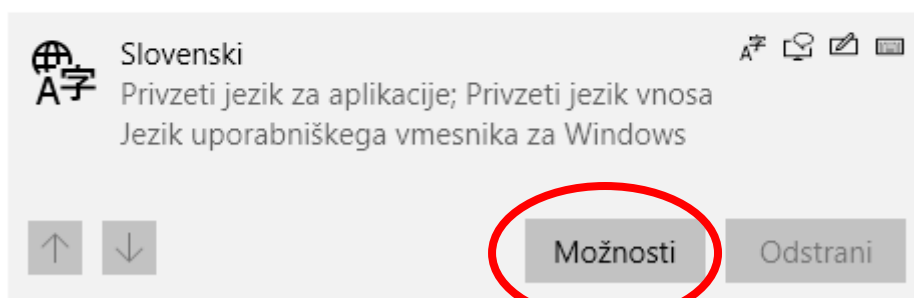 Slovenski
Privzeti jezik za aplikacije; Privzeti jezik vnosa
Jezik uporabniškega vmesnika za Windows
Možnosti
Odstrani